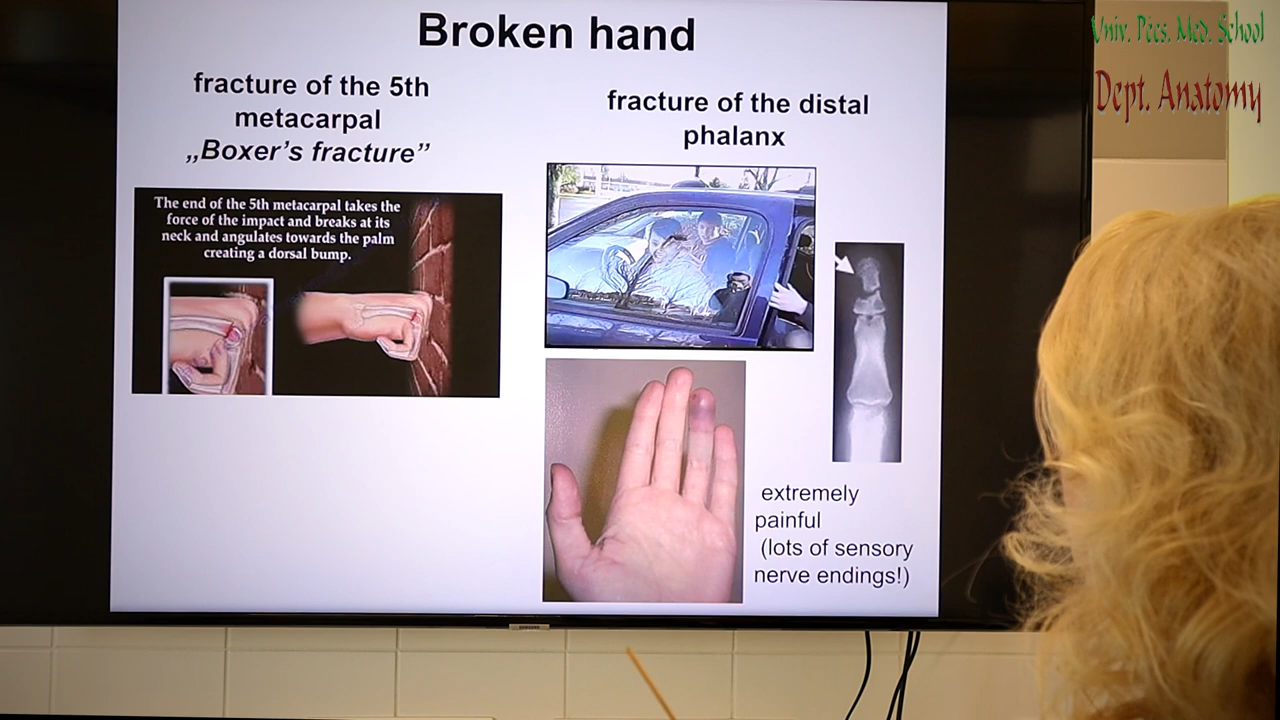 Broken hand
fracture of the 5th
metacarpal
„Boxer's fracture”
The end of the 5th metacarpal takes the
force of the impact and breaks at its
neck and angulates towards the palm
creating a dorsal bump.
fracture of the distal
phalanx
extremely
painful
(lots of sensory
nerve endings!)
Univ. Pécs. Med. School
Dept. Anatomy
SAMSUNG